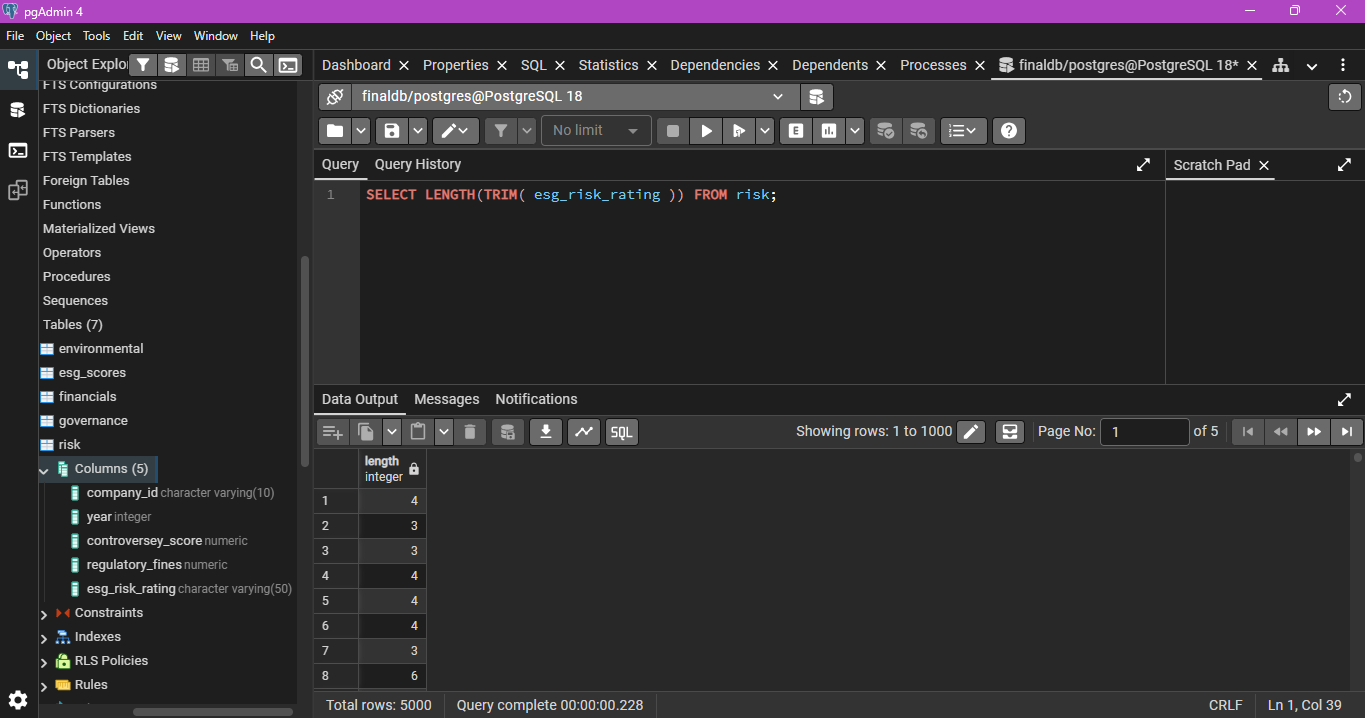 pgAdmin 4
File Object Tools Edit View Window Help
Object Explo
Dashboard Properties SQL Statistics Dependencies Dependents Processes finaldb/postgres@PostgreSQL 18*
finaldb/postgres@PostgreSQL 18
No limit
E
Query Query History
Scratch Pad
1 SELECT LENGTH(TRIM( esg_risk_rating )) FROM risk;
FTS Configurations
FTS Dictionaries
FTS Parsers
FTS Templates
Foreign Tables
Functions
Materialized Views
Operators
Procedures
Sequences
Tables (7)
environmental
esg_scores
financials
governance
risk
Columns (5)
company_id character varying(10)
year integer
controversey_score numeric
regulatory_fines numeric
esg_risk_rating character varying(50)
Constraints
Indexes
RLS Policies
Rules
Data Output Messages Notifications
SQL
Showing rows: 1 to 1000
Page No: 1 of 5
length
integer
1 4
2 3
3 3
4 4
5 4
6 4
7 3
8 6
Total rows: 5000 Query complete 00:00:00.228
CRLF Ln 1, Col 39